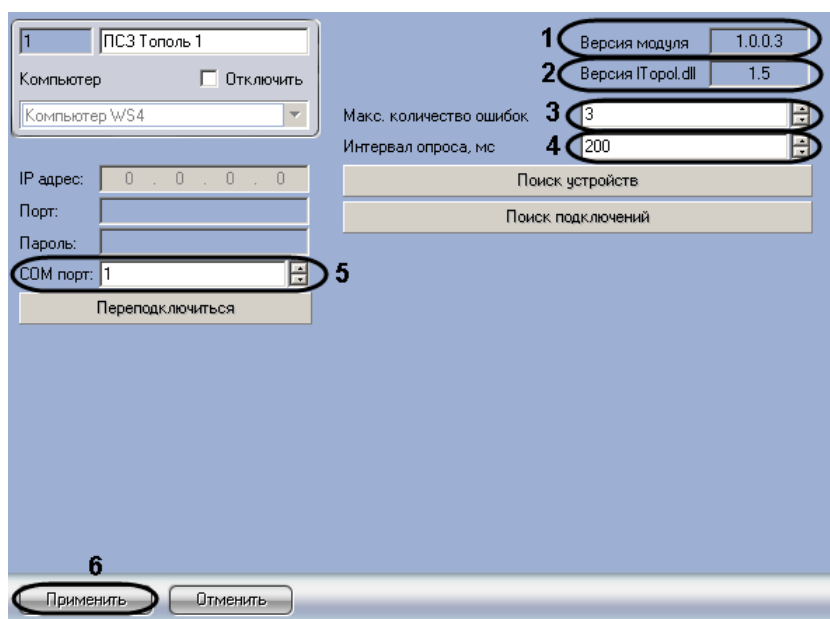 1 ПСЗ Тополь 1
Компьютер Отключить
Компьютер WS4
IP адрес: 0 . 0 . 0 . 0
Порт:
Пароль:
COM порт: 1 5
Переподключиться
1 Версия модуля 1.0.0.3
2 Версия ITopol.dll 1.5
Макс. количество ошибок 3 3
Интервал опроса, мс 4 200
Поиск устройств
Поиск подключений
6
Применить Отменить